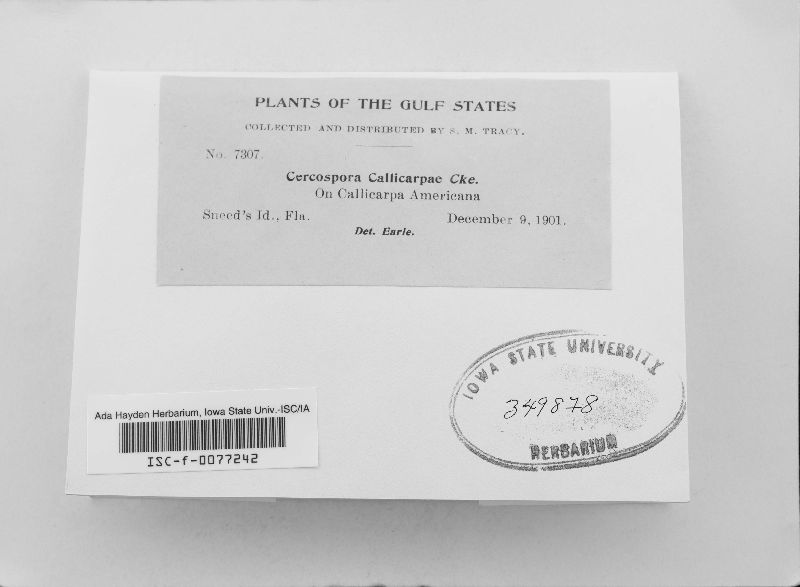 PLANTS OF THE GULF STATES
COLLECTED AND DISTRIBUTED BY S. M. TRACY.
No. 7307.
Cercospora Callicarpae Cke.
On Callicarpa Americana
Sneed's Id., Fla. December 9, 1901.
Det. Earle.
IOWA STATE UNIVERSITY
349878
HERBARIUM
Ada Hayden Herbarium, Iowa State Univ.-ISC/IA
ISC-f-0077242